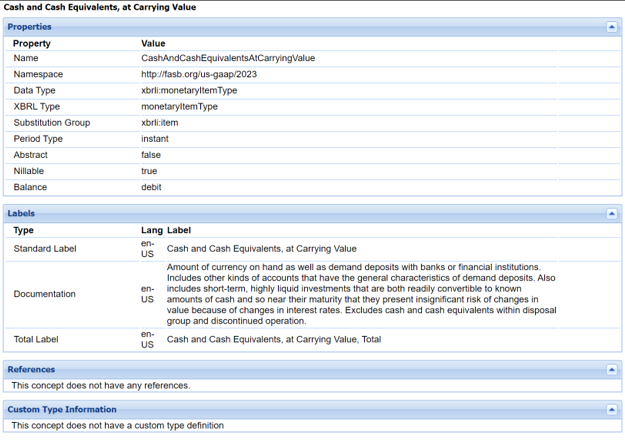 Cash and Cash Equivalents, at Carrying Value
Properties
Property Value
Name CashAndCashEquivalentsAtCarryingValue
Namespace http://fasb.org/us-gaap/2023
Data Type xbrli:monetaryItemType
XBRL Type monetaryItemType
Substitution Group xbrli:item
Period Type instant
Abstract false
Nillable true
Balance debit
Labels
Type Lang Label
Standard Label en-US Cash and Cash Equivalents, at Carrying Value
Documentation en-US Amount of currency on hand as well as demand deposits with banks or financial institutions.
Includes other kinds of accounts that have the general characteristics of demand deposits. Also
includes short-term, highly liquid investments that are both readily convertible to known
amounts of cash and so near their maturity that they present insignificant risk of changes in
value because of changes in interest rates. Excludes cash and cash equivalents within disposal
group and discontinued operation.
Total Label en-US Cash and Cash Equivalents, at Carrying Value, Total
References
This concept does not have any references.
Custom Type Information
This concept does not have a custom type definition